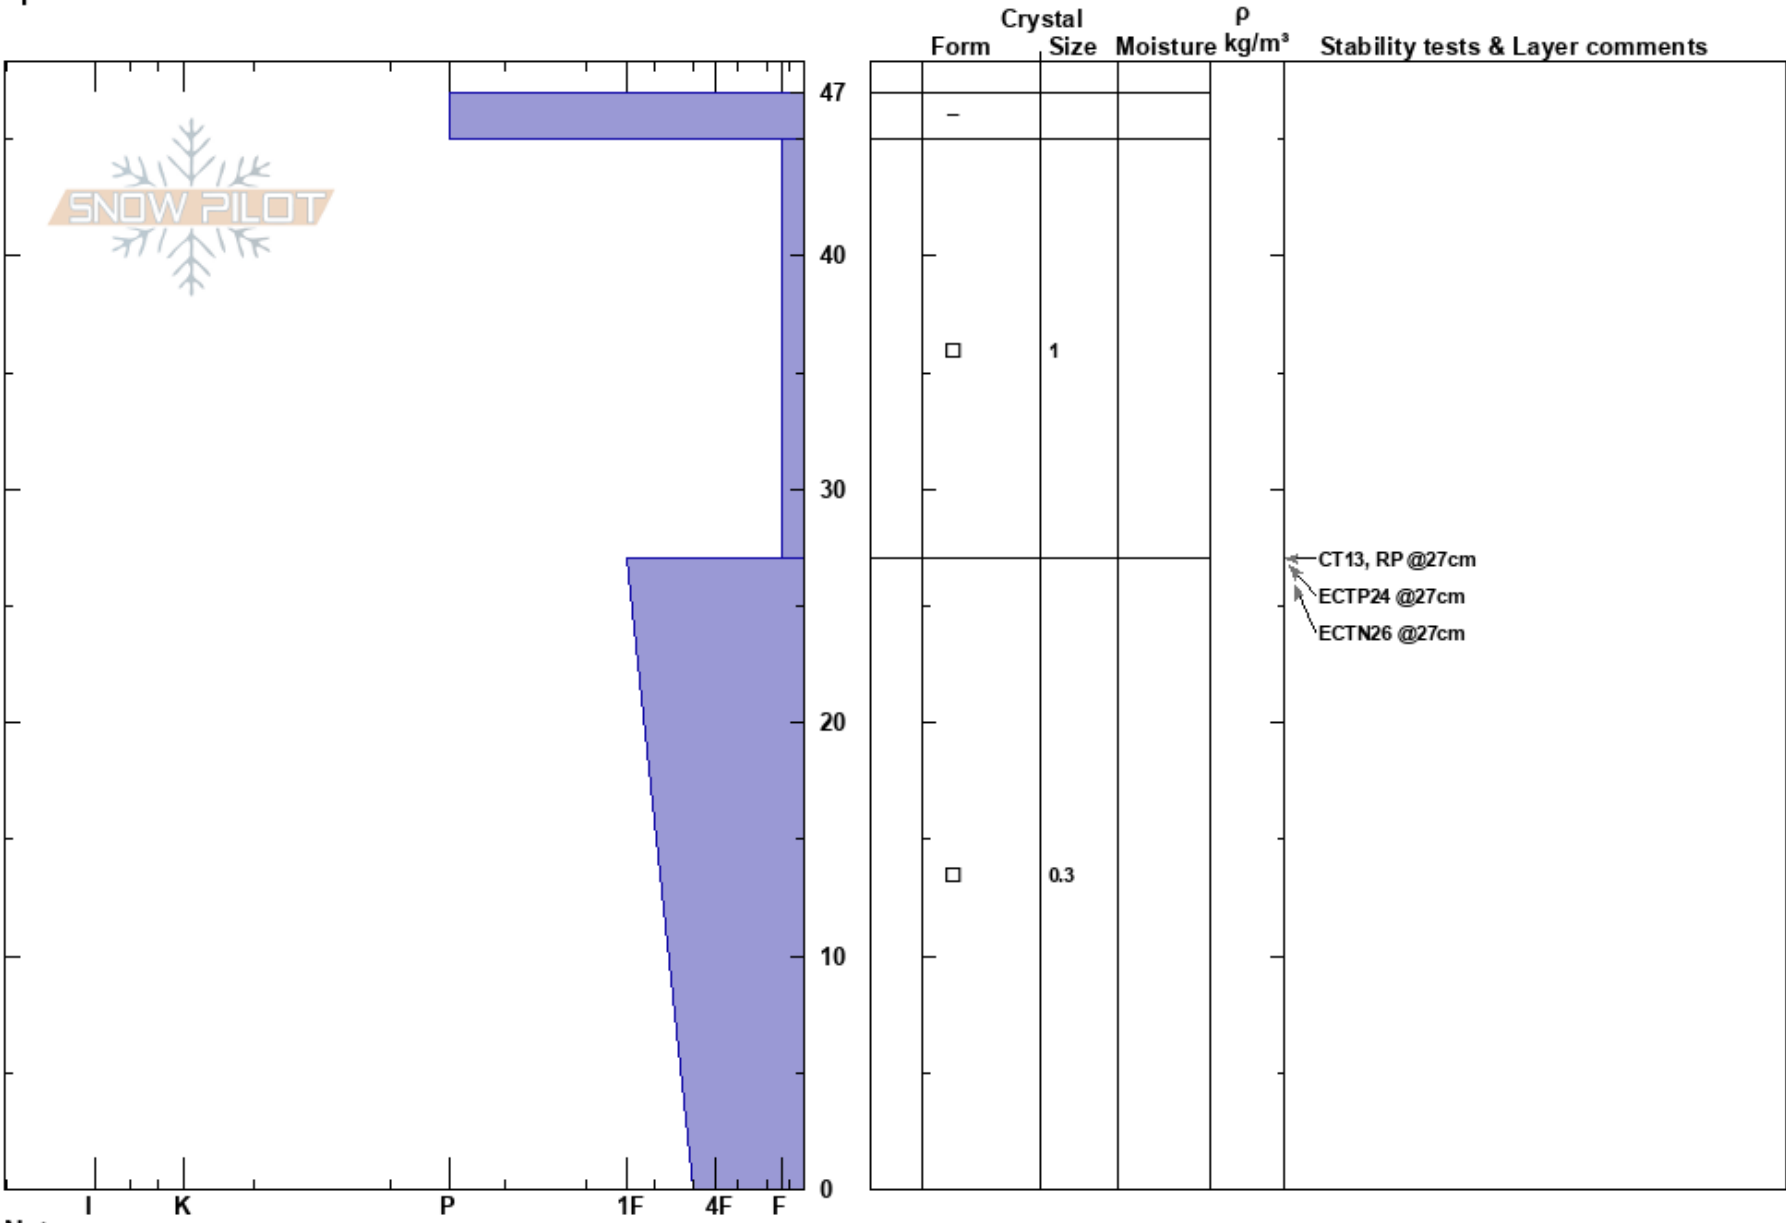 Crystal
ρ
Form Size Moisture kg/m³ Stability tests & Layer comments
47
SNOW PILOT
40
1
30
CT13, RP @27cm
ECTP24 @27cm
ECTN26 @27cm
20
0.3
10
0
I K P 1F 4F F